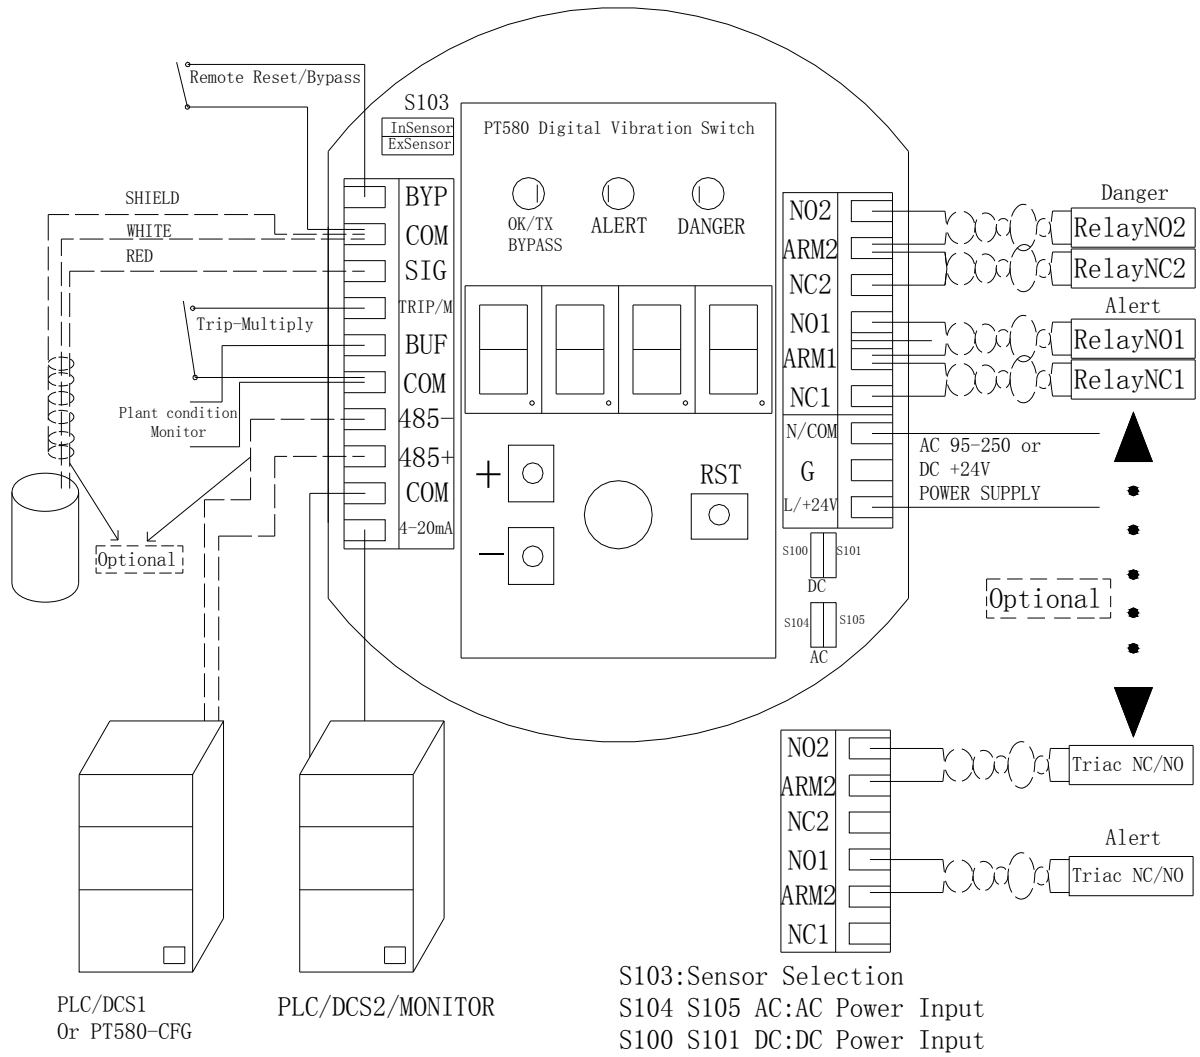 Remote Reset/Bypass
S103
InSensor
ExSensor
PT580 Digital Vibration Switch
OK/TX
BYPASS
ALERT
DANGER
SHIELD
WHITE
RED
Trip-Multiply
Plant condition
Monitor
Optional
BYP
COM
SIG
TRIP/M
BUF
COM
485-
485+
COM
4-20mA
+
-
RST
NO2
ARM2
NC2
NO1
ARM1
NC1
N/COM
G
L/+24V
S100
S101
DC
S104
S105
AC
Danger
RelayNO2
RelayNC2
Alert
RelayNO1
RelayNC1
AC 95-250 or
DC +24V
POWER SUPPLY
Optional
NO2
ARM2
NC2
NO1
ARM2
NC1
Triac NC/NO
Alert
Triac NC/NO
PLC/DCS1
Or PT580-CFG
PLC/DCS2/MONITOR
S103:Sensor Selection
S104 S105 AC:AC Power Input
S100 S101 DC:DC Power Input